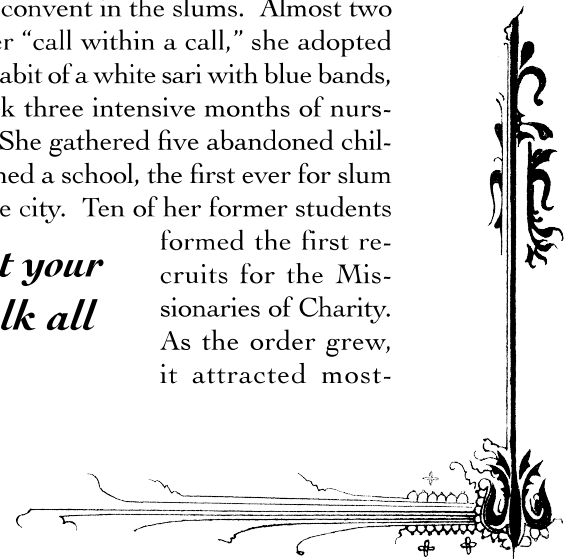 convent in the slums. Almost two
“call within a call,” she adopted
of a white sari with blue bands,
three intensive months of nurs-
She gathered five abandoned chil-
a school, the first ever for slum
city. Ten of her former students
formed the first re-
cruits for the Mis-
sionaries of Charity.
As the order grew,
it attracted most-
your
all